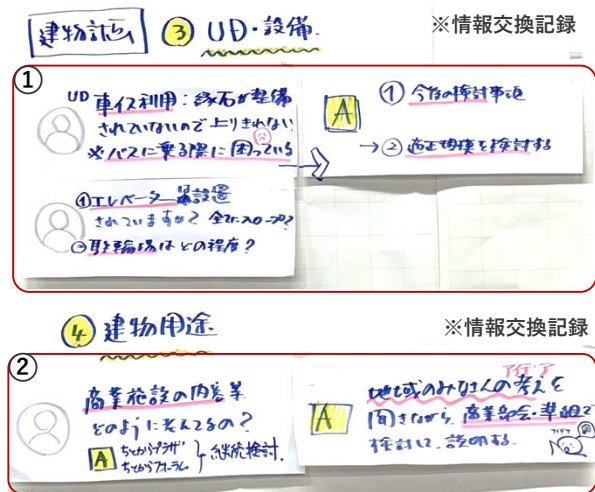 建物計画 ③ UD・設備.
※情報交換記録
①
UD 車イス利用:縁石が整備
されていないので上りきれない
※バスに乗る際に困っている
A ① 今後の検討事項
→② 適正規模を検討する
①エレベーター 設置
されていますか? 全てスロープ?
②駐輪場はどの程度?
④ 建物用途.
※情報交換記録
②
商業施設の内容等
どのように考えてるの?
A ちとからプラザ
ちとからフォーラム } 継続検討.
A 地域のみなさんの考えを
アイデア
聞きながら、商業部会・準組で
検討して、説明する.